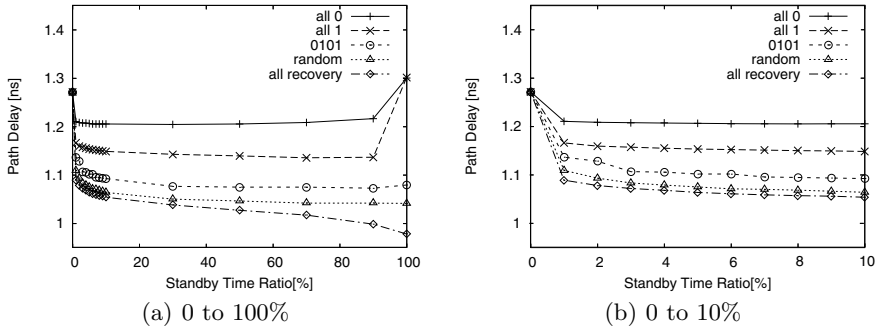 1.4
1.3
1.2
1.1
1
Path Delay [ns]
all 0
all 1
0101
random
all recovery
0 20 40 60 80 100
Standby Time Ratio[%]
(a) 0 to 100%
1.4
1.3
1.2
1.1
1
Path Delay [ns]
all 0
all 1
0101
random
all recovery
0 2 4 6 8 10
Standby Time Ratio[%]
(b) 0 to 10%